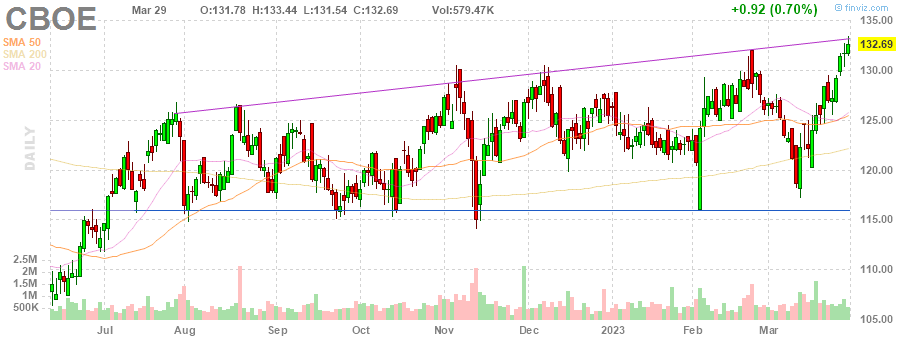 CBOE
Mar 29 O:131.78 H:133.44 L:131.54 C:132.69 Vol:579.47K +0.92 (0.70%)
© finviz.com
SMA 50
SMA 200
SMA 20
DAILY
135.00
132.69
130.00
125.00
120.00
115.00
110.00
105.00
2.5M
2M
1.5M
1M
500K
Jul Aug Sep Oct Nov Dec 2023 Feb Mar